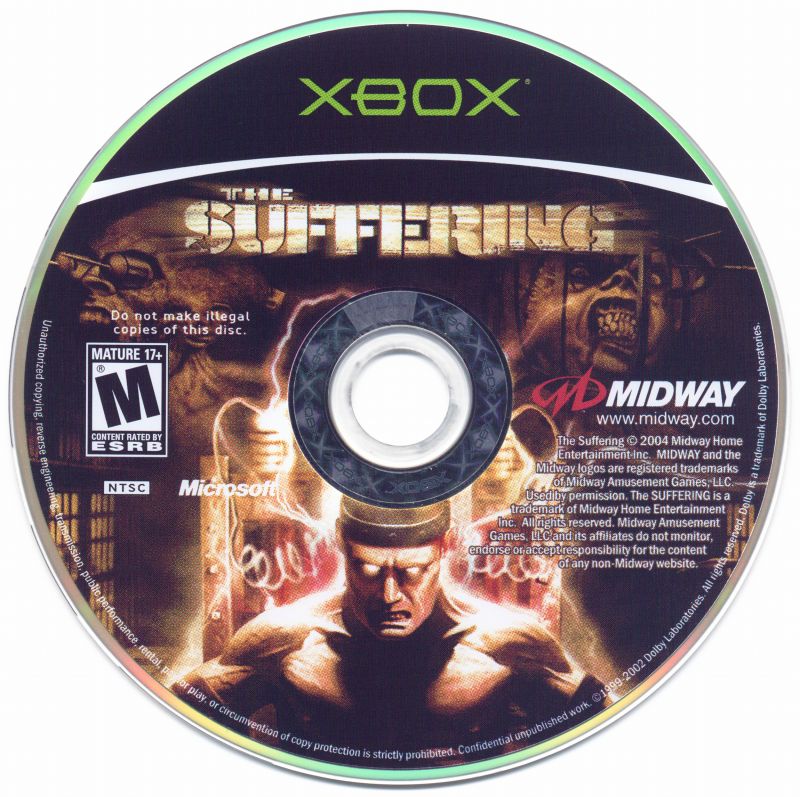 XBOX®
THE
SUFFERING
Do not make illegal
copies of this disc.
MATURE 17+
M
®
CONTENT RATED BY
ESRB
NTSC
Microsoft
MIDWAY
www.midway.com
The Suffering © 2004 Midway Home
Entertainment Inc. MIDWAY and the
Midway logos are registered trademarks
of Midway Amusement Games, LLC.
Used by permission. The SUFFERING is a
trademark of Midway Home Entertainment
Inc. All rights reserved. Midway Amusement
Games, LLC and its affiliates do not monitor,
endorse or accept responsibility for the content
of any non-Midway website.
Unauthorized copying, reverse engineering, transmission, public performance, rental, pay for play, or circumvention of copy protection is strictly prohibited. Confidential unpublished work. ©1999-2002 Dolby Laboratories. All rights reserved. Dolby is a trademark of Dolby Laboratories.